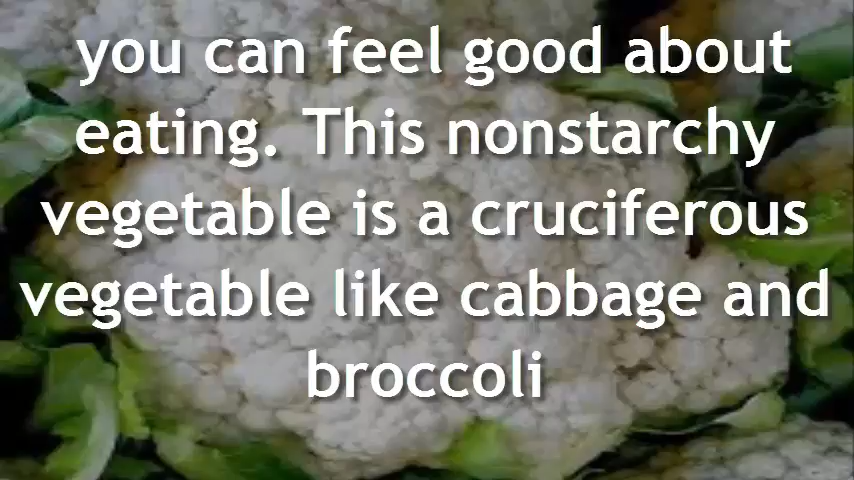 you can feel good about
eating. This nonstarchy
vegetable is a cruciferous
vegetable like cabbage and
broccoli